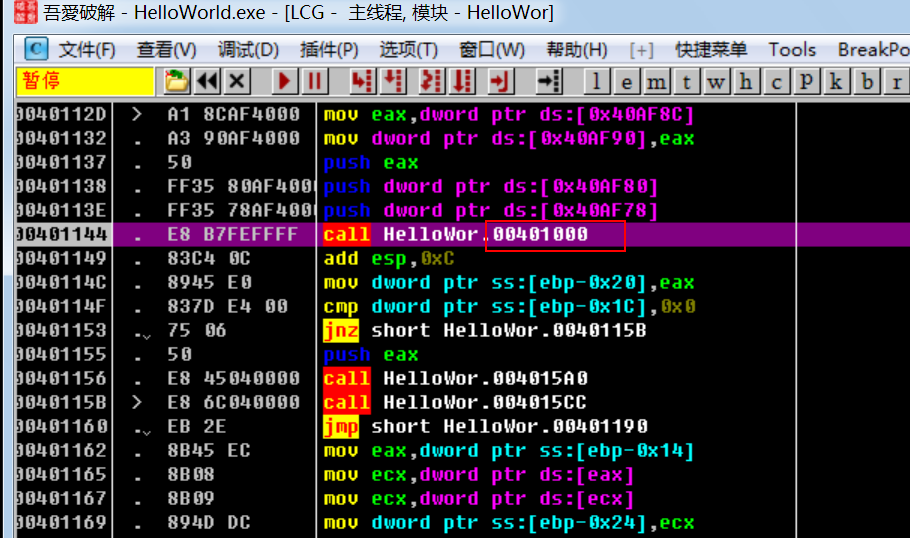 吾愛破解 - HelloWorld.exe - [LCG - 主线程, 模块 - HelloWor]
C 文件(F) 查看(V) 调试(D) 插件(P) 选项(T) 窗口(W) 帮助(H) [+] 快捷菜单 Tools BreakPo
暂停 l e m t w h c P k b r
0040112D > A1 8CAF4000 mov eax,dword ptr ds:[0x40AF8C]
00401132 . A3 90AF4000 mov dword ptr ds:[0x40AF90],eax
00401137 . 50 push eax
00401138 . FF35 80AF400 push dword ptr ds:[0x40AF80]
0040113E . FF35 78AF400 push dword ptr ds:[0x40AF78]
00401144 . E8 B7FEFFFF call HelloWor.00401000
00401149 . 83C4 0C add esp,0xC
0040114C . 8945 E0 mov dword ptr ss:[ebp-0x20],eax
0040114F . 837D E4 00 cmp dword ptr ss:[ebp-0x1C],0x0
00401153 . 75 06 jnz short HelloWor.0040115B
00401155 . 50 push eax
00401156 . E8 45040000 call HelloWor.004015A0
0040115B > E8 6C040000 call HelloWor.004015CC
00401160 . EB 2E jmp short HelloWor.00401190
00401162 . 8B45 EC mov eax,dword ptr ss:[ebp-0x14]
00401165 . 8B08 mov ecx,dword ptr ds:[eax]
00401167 . 8B09 mov ecx,dword ptr ds:[ecx]
00401169 . 894D DC mov dword ptr ss:[ebp-0x24],ecx